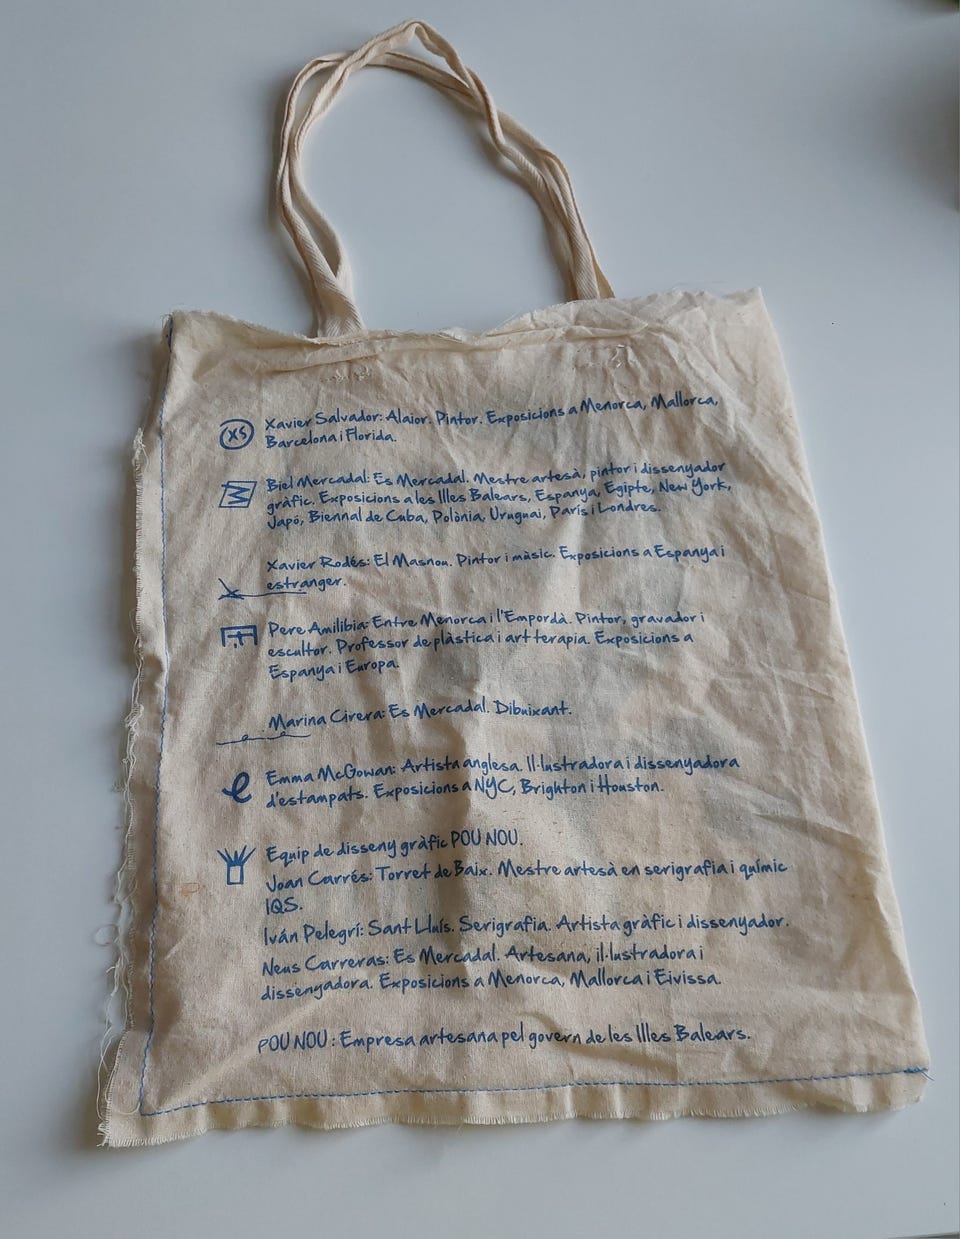 XS
Xavier Salvador: Alaior. Pintor. Exposicions a Menorca, Mallorca,
Barcelona i Florida.
Biel Mercadal: Es Mercadal. Mestre artesà, pintor i dissenyador
gràfic. Exposicions a les Illes Balears, Espanya, Egipte, New York,
Japó, Biennal de Cuba, Polònia, Uruguai, París i Londres.
Xavier Rodés: El Masnou. Pintor i màsic. Exposicions a Espanya i
estranger.
Pere Amilibia: Entre Menorca i l'Empordà. Pintor, gravador i
escultor. Professor de plàstica i art terapia. Exposicions a
Espanya i Europa.
Marina Cirera: Es Mercadal. Dibuixant.
e
Emma McGowan: Artista anglesa. Il·lustradora i dissenyadora
d'estampats. Exposicions a NYC, Brighton i Houston.
Equip de disseny gràfic POU NOU.
Joan Carrés: Torret de Baix. Mestre artesà en serigrafia i químic
IQS.
Iván Pelegrí: Sant Lluís. Serigrafia. Artista gràfic i dissenyador.
Neus Carreras: Es Mercadal. Artesana, il·lustradora i
dissenyadora. Exposicions a Menorca, Mallorca i Eivissa.
POU NOU: Empresa artesana pel govern de les Illes Balears.